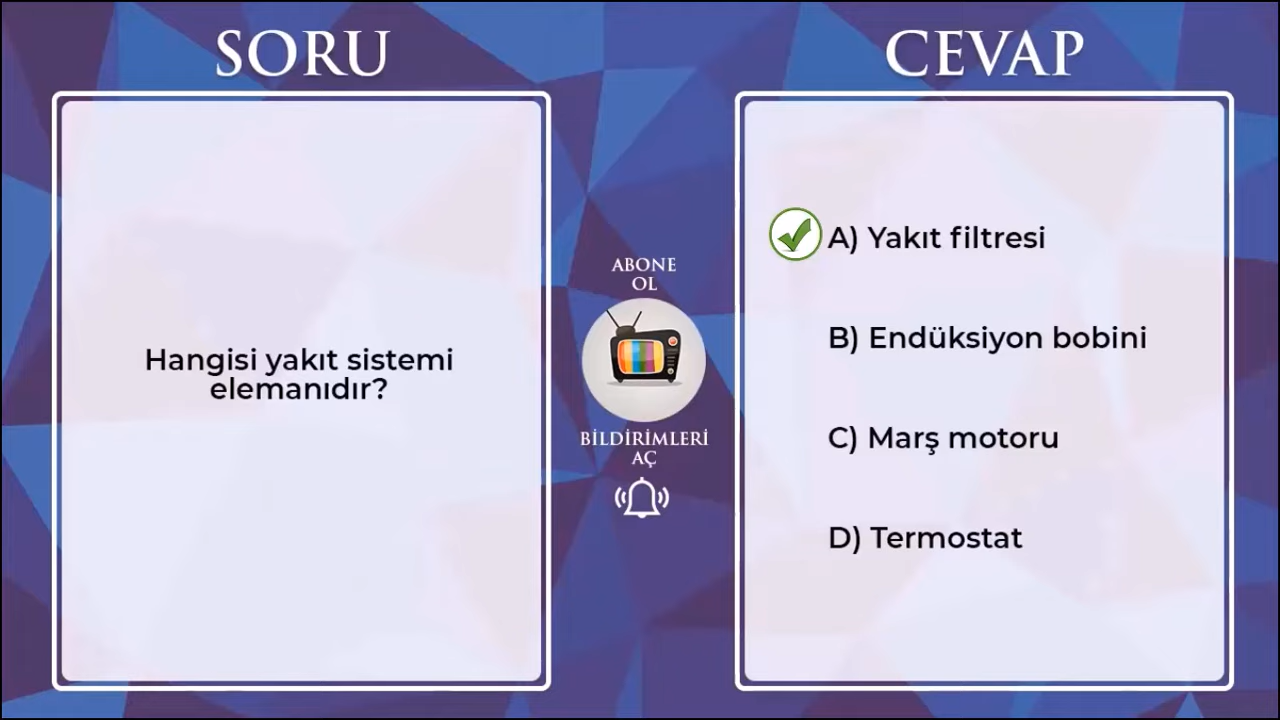 SORU
Hangisi yakıt sistemi
elemanıdır?
ABONE
OL
BİLDİRİMLERİ
AÇ
CEVAP
A) Yakıt filtresi
B) Endüksiyon bobini
C) Marş motoru
D) Termostat